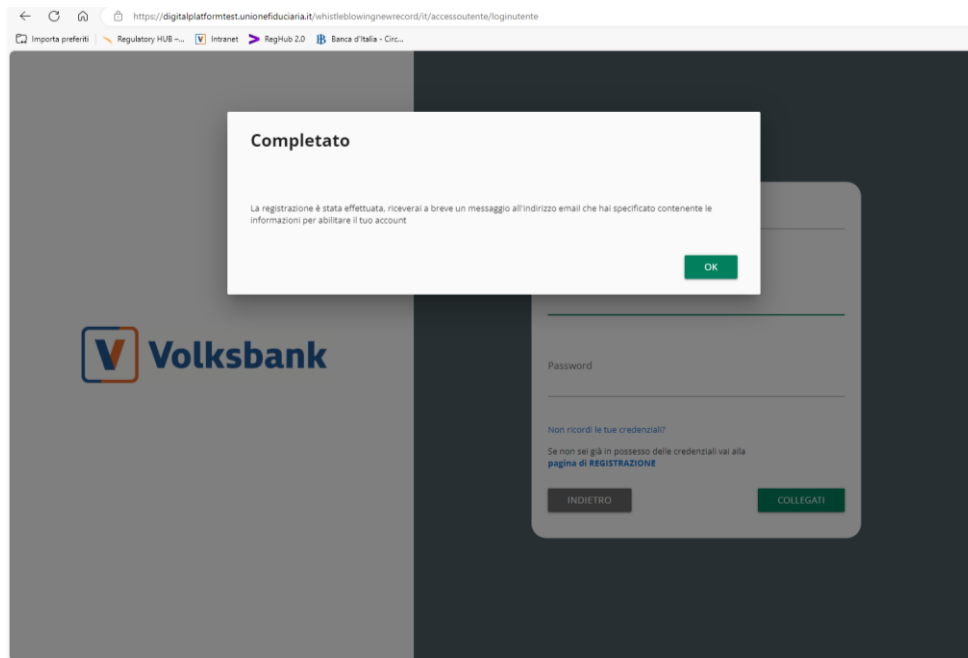 https://digitalplatformtest.unionefiduciaria.it/whistleblowingnewrecord/it/accessoutente/loginutente
Importa preferiti Regulatory HUB –... Intranet RegHub 2.0 Banca d'Italia - Circ...
Completato
La registrazione è stata effettuata, riceverai a breve un messaggio all'indirizzo email che hai specificato contenente le
informazioni per abilitare il tuo account
OK
V Volksbank
Password
Non ricordi le tue credenziali?
Se non sei già in possesso delle credenziali vai alla
pagina di REGISTRAZIONE
INDIETRO COLLEGATI